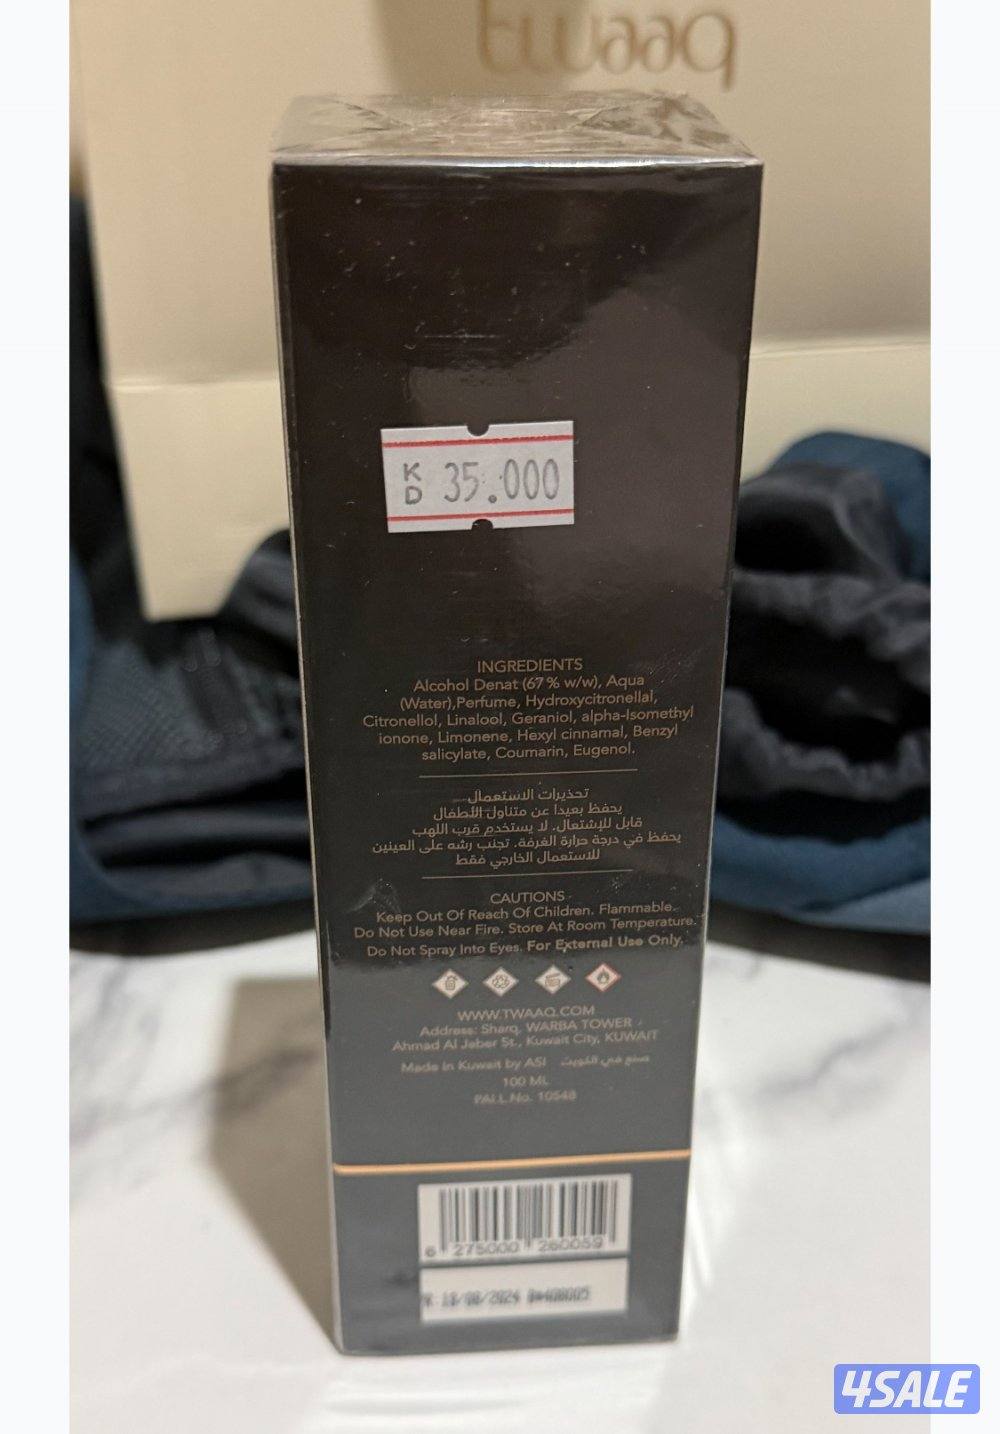 twaaq
KD 35.000
INGREDIENTS
Alcohol Denat (67% w/w), Aqua
(Water),Perfume, Hydroxycitronellal,
Citronellol, Linalool, Geraniol, alpha-Isomethyl
ionone, Limonene, Hexyl cinnamal, Benzyl
salicylate, Coumarin, Eugenol.
تحذيرات الاستعمال
يحفظ بعيدا عن متناول الأطفال
قابل للإشتعال. لا يستخدم قرب اللهب
يحفظ في درجة حرارة الغرفة. تجنب رشه على العينين
للاستعمال الخارجي فقط
CAUTIONS
Keep Out Of Reach Of Children. Flammable.
Do Not Use Near Fire. Store At Room Temperature.
Do Not Spray Into Eyes. For External Use Only.
WWW.TWAAQ.COM
Address: Sharq, WARBA TOWER
Ahmad Al Jaber St., Kuwait City, KUWAIT
Made in Kuwait by ASI صنع في الكويت
100 ML
PAI.L.No. 10548
6 275000 260059
18/08/2024
4SALE